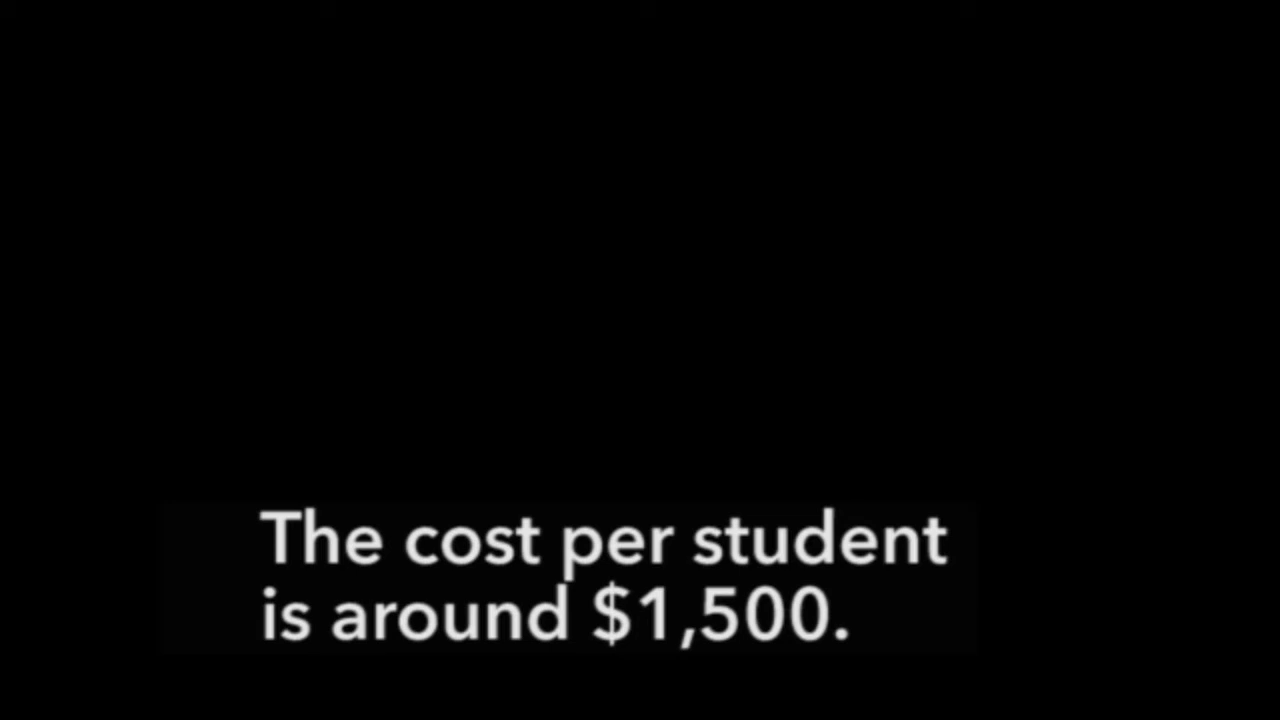 The cost per student
is around $1,500.